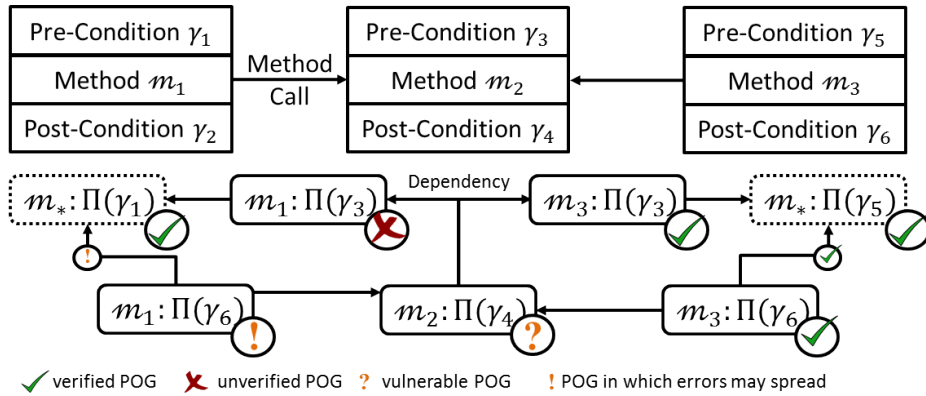 Pre-Condition γ₁
Pre-Condition γ₃
Pre-Condition γ₅
Method m₁
Method
Call
Method m₂
Method m₃
Post-Condition γ₂
Post-Condition γ₄
Post-Condition γ₆
m∗: Π(γ₁)
m₁: Π(γ₃)
Dependency
m₃: Π(γ₃)
m∗: Π(γ₅)
!
m₁: Π(γ₆)
!
m₂: Π(γ₄)
?
m₃: Π(γ₆)
verified POG
unverified POG
? vulnerable POG
! POG in which errors may spread